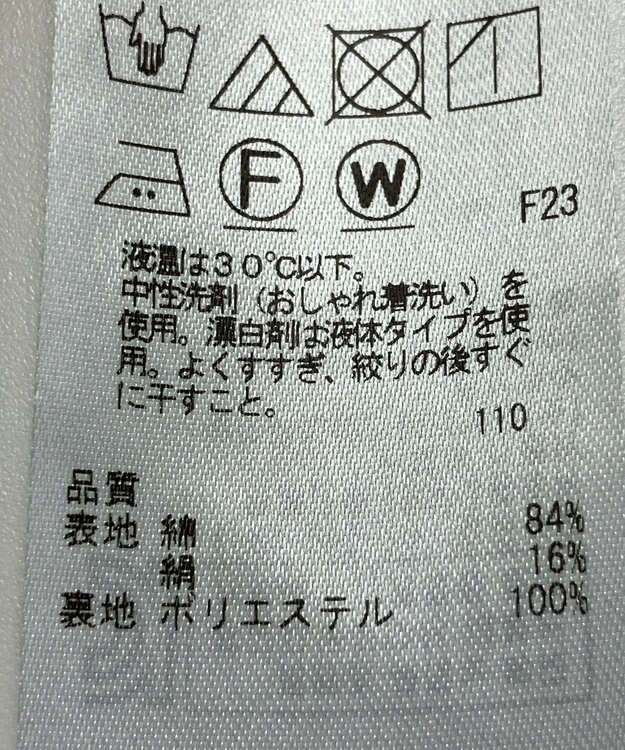 F W
F23
液温は30℃以下。
中性洗剤（おしゃれ着洗い）を
使用。漂白剤は液体タイプを使
用。よくすすぎ、絞りの後すぐ
に干すこと。
110
品質
表地 綿 84%
絹 16%
裏地 ポリエステル 100%